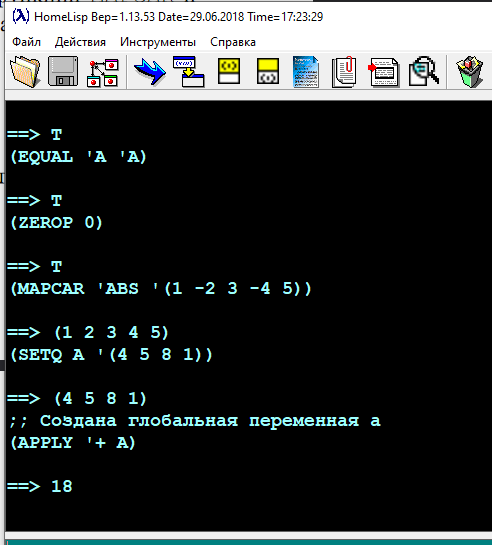 HomeLisp Вер=1.13.53 Date=29.06.2018 Time=17:23:29
Файл Действия Инструменты Справка
==> T
(EQUAL 'A 'A)
==> T
(ZEROP 0)
==> T
(MAPCAR 'ABS '(1 -2 3 -4 5))
==> (1 2 3 4 5)
(SETQ A '(4 5 8 1))
==> (4 5 8 1)
;; Создана глобальная переменная a
(APPLY '+ A)
==> 18